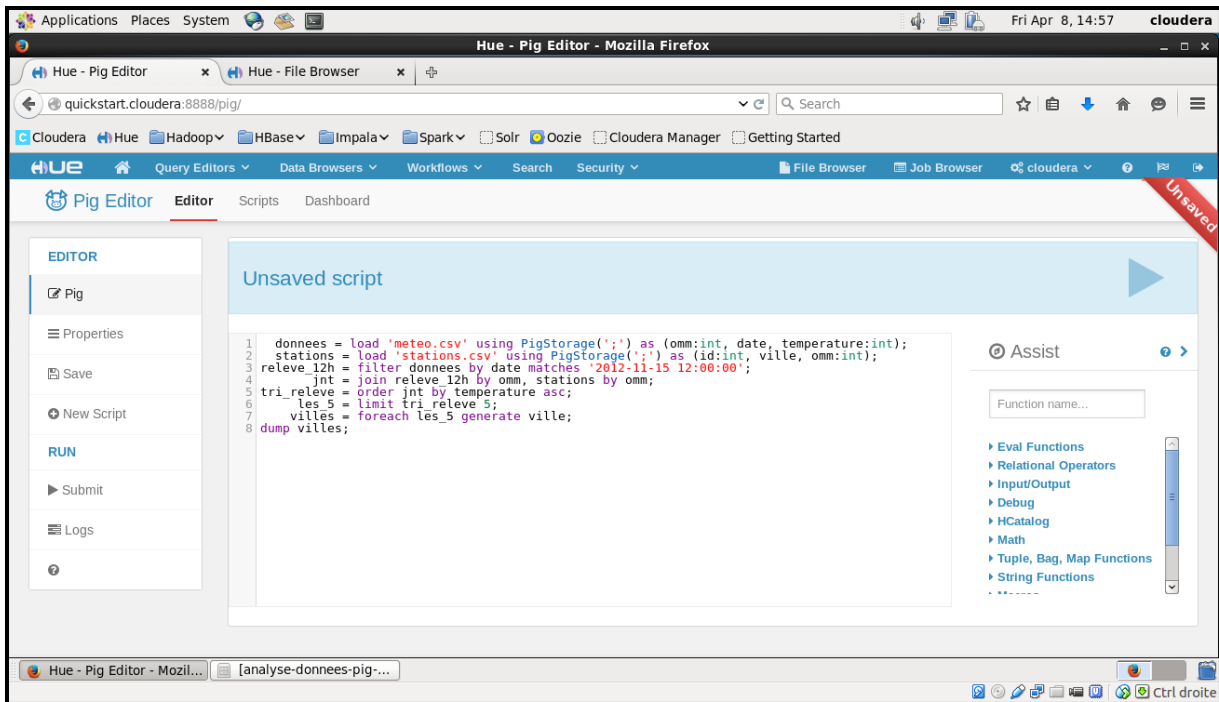 Applications Places System Fri Apr 8, 14:57 cloudera
Hue - Pig Editor - Mozilla Firefox
Hue - Pig Editor × Hue - File Browser ×
quickstart.cloudera:8888/pig/ Search
Cloudera Hue Hadoop HBase Impala Spark Solr Oozie Cloudera Manager Getting Started
HUE Query Editors Data Browsers Workflows Search Security File Browser Job Browser cloudera
Pig Editor Editor Scripts Dashboard
Unsaved
EDITOR
Pig
Properties
Save
New Script
RUN
Submit
Logs
Unsaved script
1 donnees = load 'meteo.csv' using PigStorage(';') as (omm:int, date, temperature:int);
2 stations = load 'stations.csv' using PigStorage(';') as (id:int, ville, omm:int);
3 releve_12h = filter donnees by date matches '2012-11-15 12:00:00';
4 jnt = join releve_12h by omm, stations by omm;
5 tri_releve = order jnt by temperature asc;
6 les_5 = limit tri_releve 5;
7 villes = foreach les_5 generate ville;
8 dump villes;
Assist
Function name...
Eval Functions
Relational Operators
Input/Output
Debug
HCatalog
Math
Tuple, Bag, Map Functions
String Functions
Hue - Pig Editor - Mozil... [analyse-donnees-pig-...
Ctrl droite